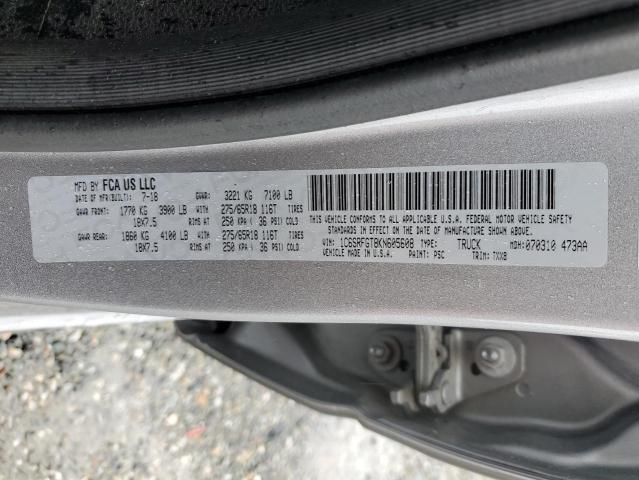 MFD BY FCA US LLC
DATE OF MFR(BUILT): 7-18 GVWR: 3221 KG 7100 LB
GAWR FRONT: 1770 KG 3900 LB WITH 275/65R18 116T TIRES
18X7.5 RIMS AT 250 KPA ( 36 PSI) COLD
GAWR REAR: 1860 KG 4100 LB WITH 275/65R18 116T TIRES
18X7.5 RIMS AT 250 KPA ( 36 PSI) COLD
THIS VEHICLE CONFORMS TO ALL APPLICABLE U.S.A. FEDERAL MOTOR VEHICLE SAFETY
STANDARDS IN EFFECT ON THE DATE OF MANUFACTURE SHOWN ABOVE.
VIN: 1C6SRFGT8KN605608 TYPE: TRUCK MDH: 070310 473AA
VEHICLE MADE IN U.S.A. PAINT: PSC TRIM: TXX8